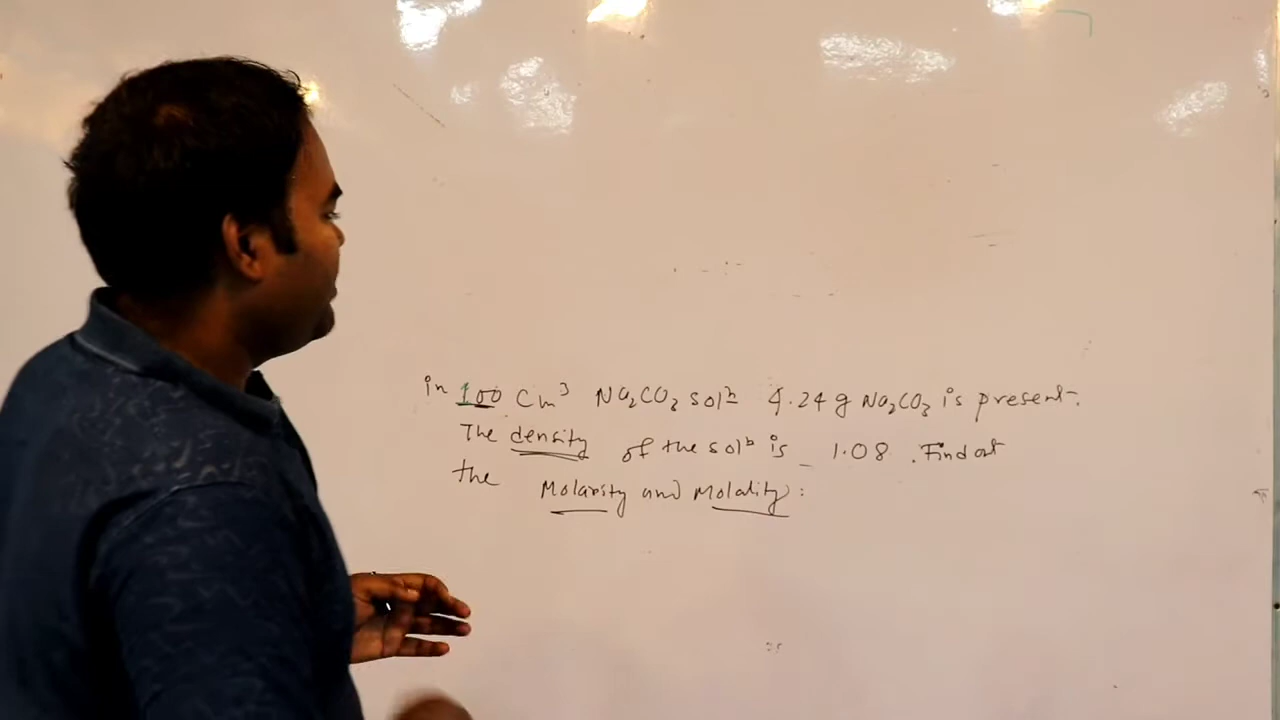 in 100 Cm³ Na₂CO₃ solⁿ 4.24 g Na₂CO₃ is present.
The density of the solⁿ is 1.08. Find out
the Molarity and Molality: